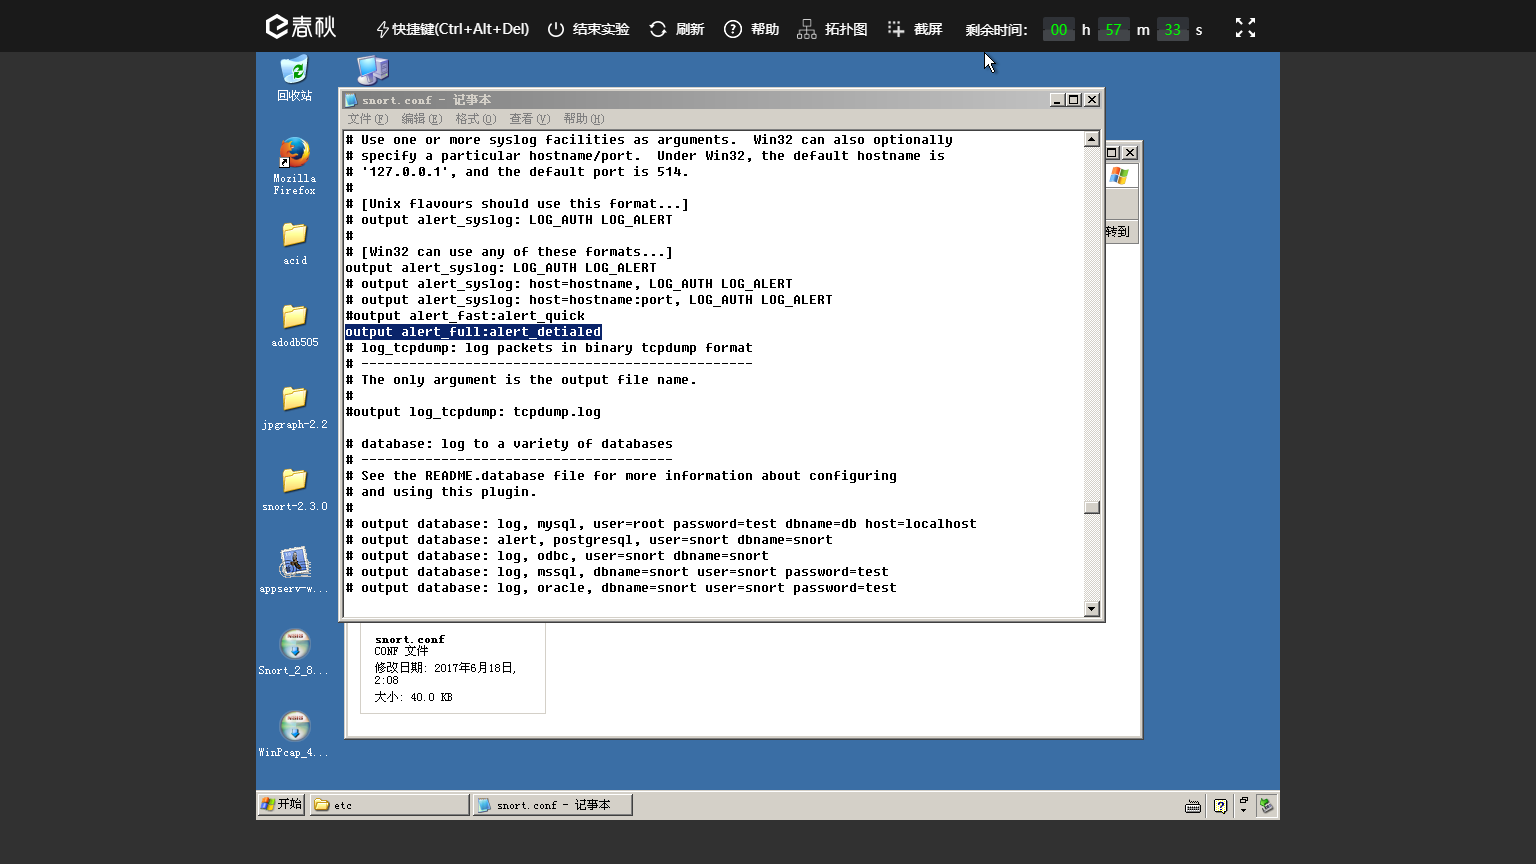 春秋 快捷键(Ctrl+Alt+Del) 结束实验 刷新 帮助 拓扑图 截屏 剩余时间: 00 h 57 m 33 s
回收站
Mozilla
Firefox
acid
adodb505
jpgraph-2.2
snort-2.3.0
appserv-w...
Snort_2_8...
WinPcap_4...
snort.conf - 记事本
文件(F) 编辑(E) 格式(O) 查看(V) 帮助(H)
# Use one or more syslog facilities as arguments.  Win32 can also optionally
# specify a particular hostname/port.  Under Win32, the default hostname is
# '127.0.0.1', and the default port is 514.
#
# [Unix flavours should use this format...]
# output alert_syslog: LOG_AUTH LOG_ALERT
#
# [Win32 can use any of these formats...]
output alert_syslog: LOG_AUTH LOG_ALERT
# output alert_syslog: host=hostname, LOG_AUTH LOG_ALERT
# output alert_syslog: host=hostname:port, LOG_AUTH LOG_ALERT
#output alert_fast:alert_quick
output alert_full:alert_detialed
# log_tcpdump: log packets in binary tcpdump format
# -------------------------------------------------
# The only argument is the output file name.
#
#output log_tcpdump: tcpdump.log
# database: log to a variety of databases
# ---------------------------------------
# See the README.database file for more information about configuring
# and using this plugin.
#
# output database: log, mysql, user=root password=test dbname=db host=localhost
# output database: alert, postgresql, user=snort dbname=snort
# output database: log, odbc, user=snort dbname=snort
# output database: log, mssql, dbname=snort user=snort password=test
# output database: log, oracle, dbname=snort user=snort password=test
转到
snort.conf
CONF 文件
修改日期: 2017年6月18日,
2:08
大小: 40.0 KB
开始 etc snort.conf - 记事本